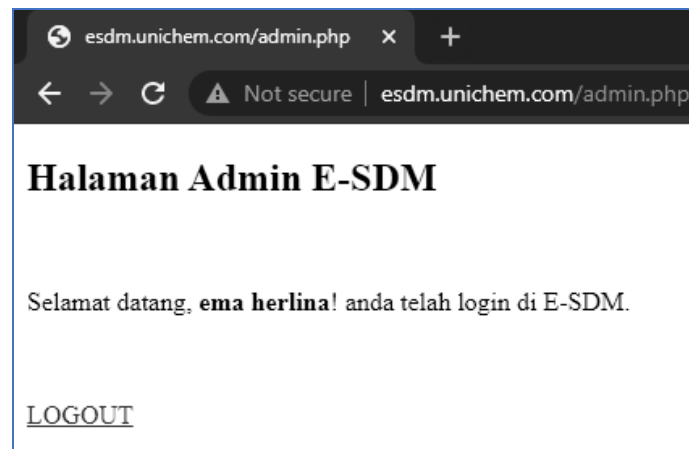 esdm.unichem.com/admin.php
Not secure | esdm.unichem.com/admin.php
Halaman Admin E-SDM
Selamat datang, ema herlina! anda telah login di E-SDM.
LOGOUT